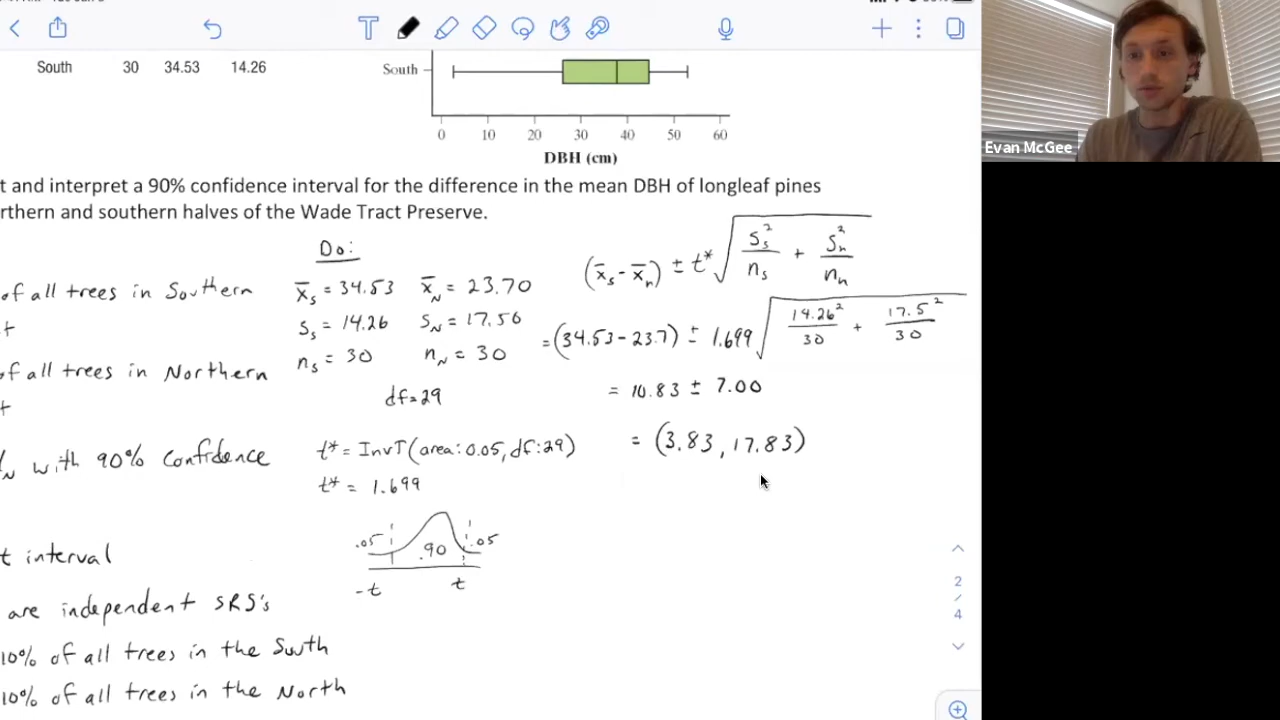 South 30 34.53 14.26
South
0 10 20 30 40 50 60
DBH (cm)
Evan McGee
t and interpret a 90% confidence interval for the difference in the mean DBH of longleaf pines
rthern and southern halves of the Wade Tract Preserve.
of all trees in Southern
t
of all trees in Northern
t
N with 90% Confidence
t interval
are independent SRS's
10% of all trees in the South
10% of all trees in the North
Do:
x̄s = 34.53 x̄N = 23.70
Ss = 14.26 SN = 17.50
ns = 30 nN = 30
df=29
t* = InvT(area: 0.05, df: 29)
t* = 1.699
.05 .90 .05
-t t
(x̄s - x̄n) ± t* √(Ss²/ns + Sn²/nn)
= (34.53-23.7) ± 1.699 √(14.26²/30 + 17.5²/30)
= 10.83 ± 7.00
= (3.83, 17.83)
2
/
4